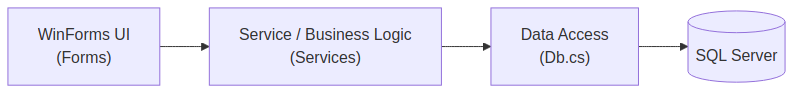 WinForms UI
(Forms)
Service / Business Logic
(Services)
Data Access
(Db.cs)
SQL Server